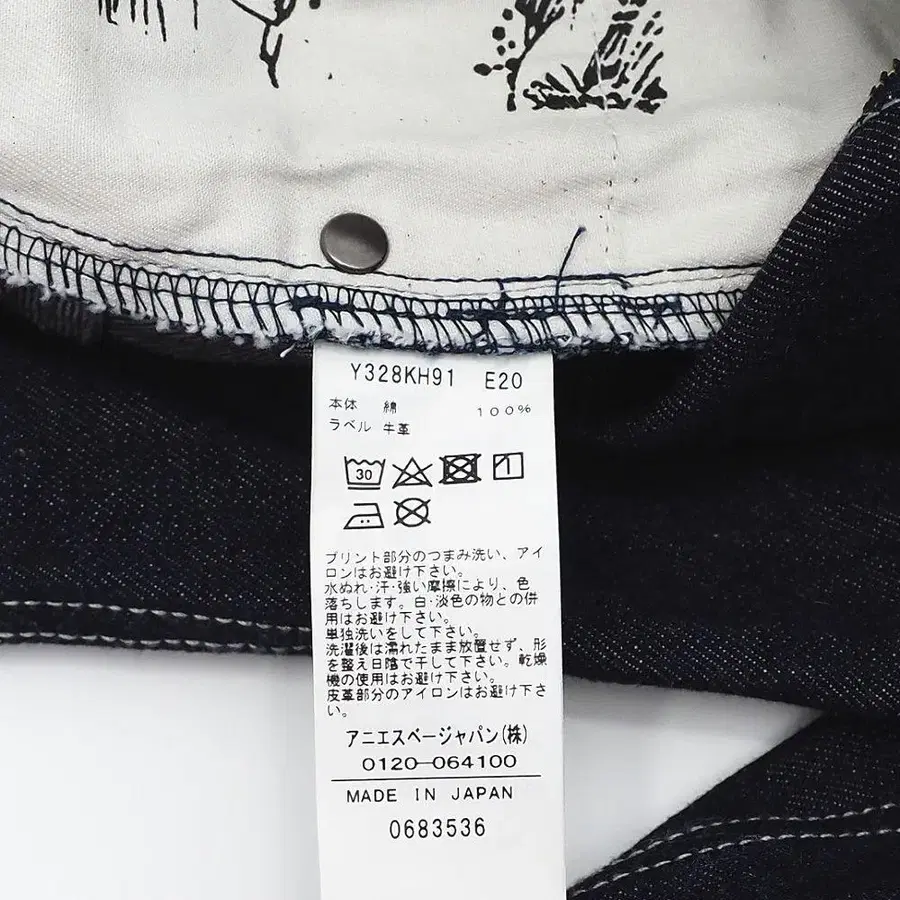 Y328KH91 E20
本体 綿 100%
ラベル 牛革
30
プリント部分のつまみ洗い、アイ
ロンはお避け下さい。
水ぬれ・汗・強い摩擦により、色
落ちします。白・淡色の物との併
用はお避け下さい。
単独洗いをして下さい。
洗濯後は濡れたまま放置せず、形
を整え日陰で干して下さい。乾燥
機の使用はお避け下さい。
皮革部分のアイロンはお避け下さ
い。
アニエスベージャパン(株)
0120-064100
MADE IN JAPAN
0683536